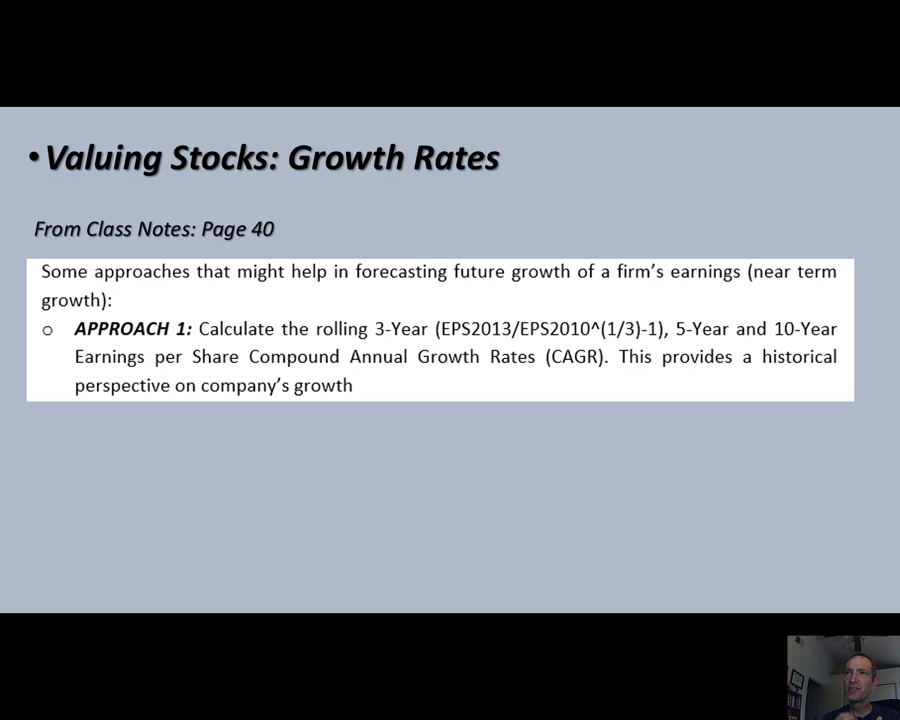 • Valuing Stocks: Growth Rates
From Class Notes: Page 40
Some approaches that might help in forecasting future growth of a firm's earnings (near term
growth):
o APPROACH 1: Calculate the rolling 3-Year (EPS2013/EPS2010^(1/3)-1), 5-Year and 10-Year
Earnings per Share Compound Annual Growth Rates (CAGR). This provides a historical
perspective on company's growth